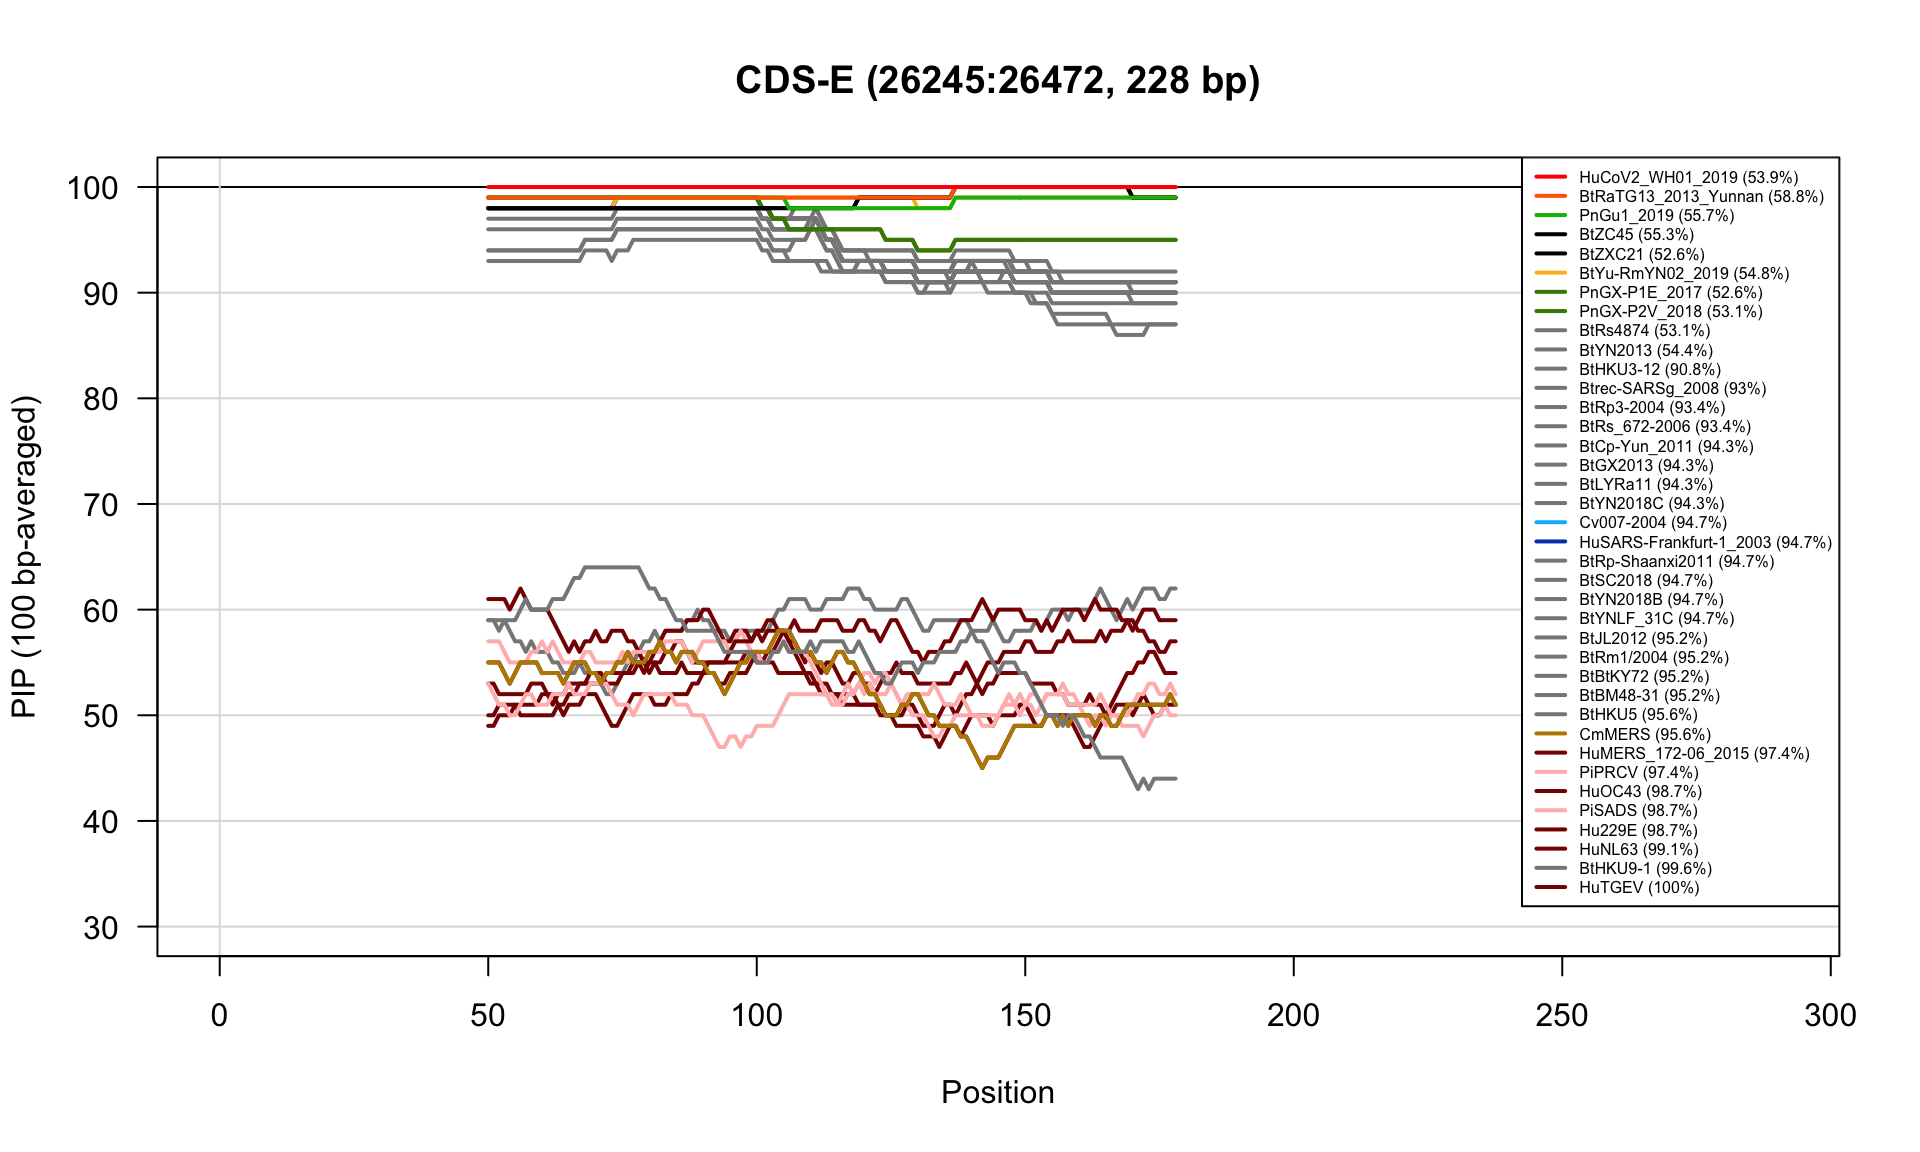 CDS-E (26245:26472, 228 bp)
PIP (100 bp-averaged)
100
90
80
70
60
50
40
30
HuCoV2_WH01_2019 (53.9%)
BtRaTG13_2013_Yunnan (58.8%)
PnGu1_2019 (55.7%)
BtZC45 (55.3%)
BtZXC21 (52.6%)
BtYu-RmYN02_2019 (54.8%)
PnGX-P1E_2017 (52.6%)
PnGX-P2V_2018 (53.1%)
BtRs4874 (53.1%)
BtYN2013 (54.4%)
BtHKU3-12 (90.8%)
Btrec-SARSg_2008 (93%)
BtRp3-2004 (93.4%)
BtRs_672-2006 (93.4%)
BtCp-Yun_2011 (94.3%)
BtGX2013 (94.3%)
BtLYRa11 (94.3%)
BtYN2018C (94.3%)
Cv007-2004 (94.7%)
HuSARS-Frankfurt-1_2003 (94.7%)
BtRp-Shaanxi2011 (94.7%)
BtSC2018 (94.7%)
BtYN2018B (94.7%)
BtYNLF_31C (94.7%)
BtJL2012 (95.2%)
BtRm1/2004 (95.2%)
BtBtKY72 (95.2%)
BtBM48-31 (95.2%)
BtHKU5 (95.6%)
CmMERS (95.6%)
HuMERS_172-06_2015 (97.4%)
PiPRCV (97.4%)
HuOC43 (98.7%)
PiSADS (98.7%)
Hu229E (98.7%)
HuNL63 (99.1%)
BtHKU9-1 (99.6%)
HuTGEV (100%)
0 50 100 150 200 250 300
Position